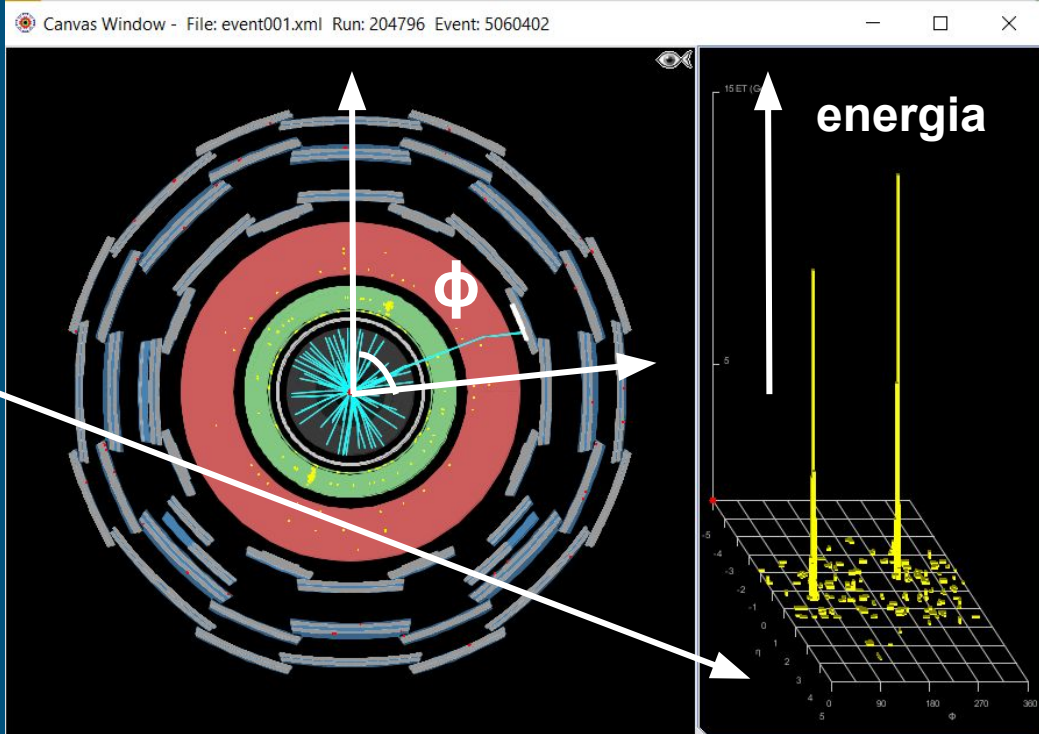 Canvas Window - File: event001.xml Run: 204796 Event: 5060402
15 ET (G
energia
ϕ
5
-5
-4
-3
-2
-1
0
1
η
2
3
4
5
0 90 180 270 360
Φ